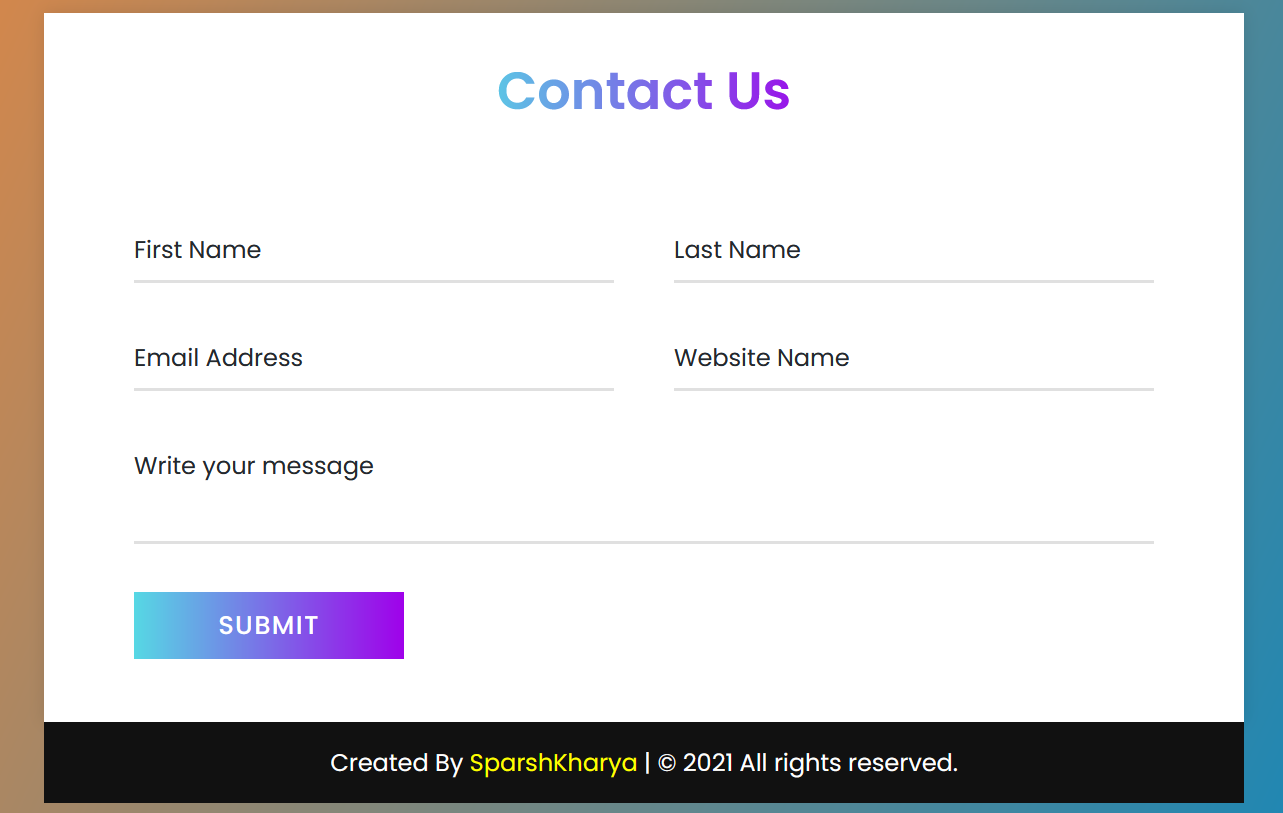 Contact Us
First Name
Last Name
Email Address
Website Name
Write your message
SUBMIT
Created By SparshKharya | © 2021 All rights reserved.